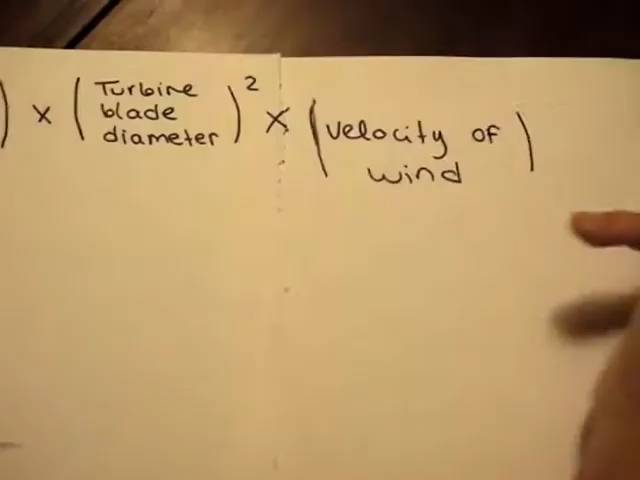 ) x (Turbine blade diameter)² x (velocity of wind)